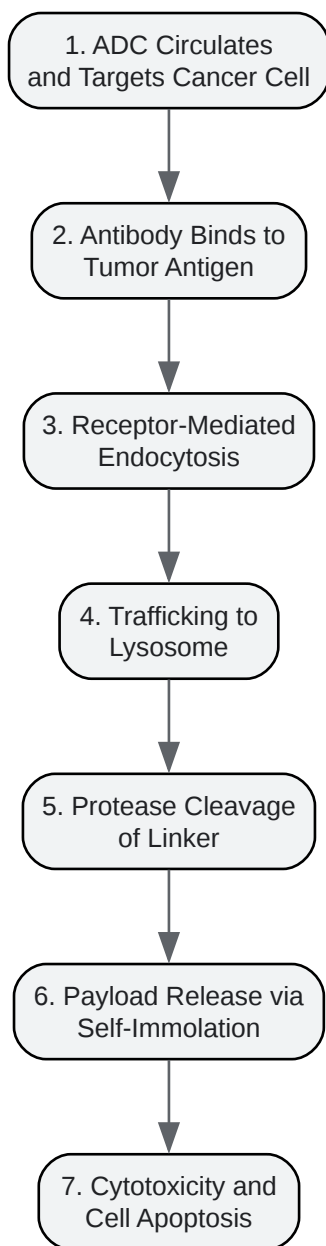 1. ADC Circulates
and Targets Cancer Cell
2. Antibody Binds to
Tumor Antigen
3. Receptor-Mediated
Endocytosis
4. Trafficking to
Lysosome
5. Protease Cleavage
of Linker
6. Payload Release via
Self-Immolation
7. Cytotoxicity and
Cell Apoptosis